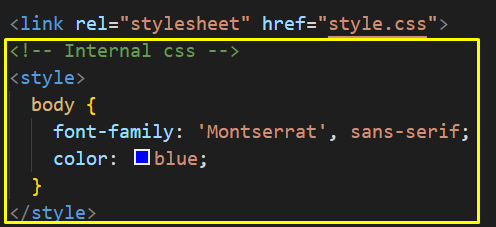 <link rel="stylesheet" href="style.css">
<!-- Internal css -->
<style>
body {
font-family: 'Montserrat', sans-serif;
color: blue;
}
</style>